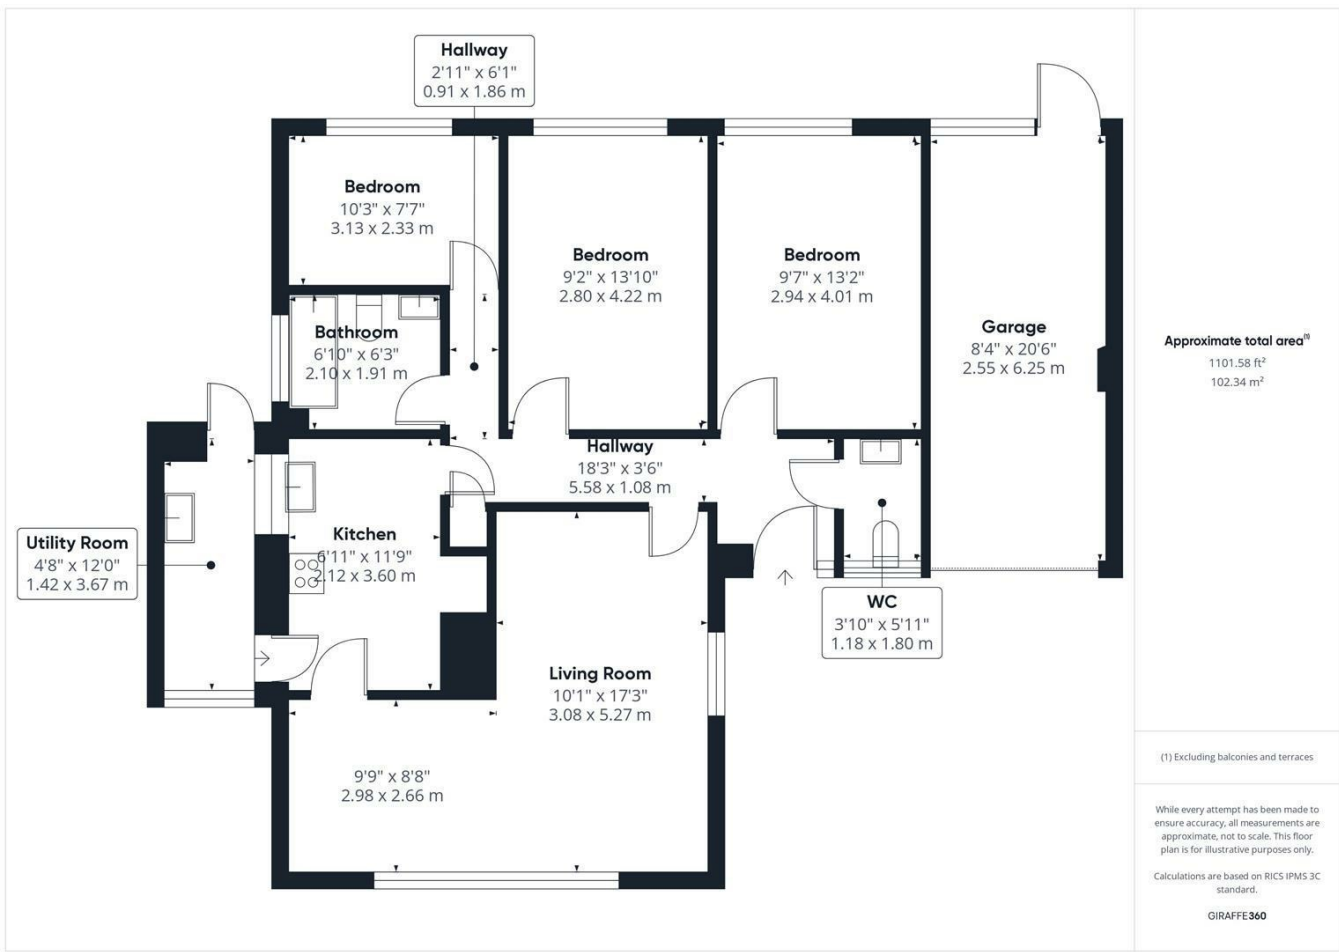 Hallway
2'11" x 6'1"
0.91 x 1.86 m
Bedroom
10'3" x 7'7"
3.13 x 2.33 m
Bedroom
9'2" x 13'10"
2.80 x 4.22 m
Bedroom
9'7" x 13'2"
2.94 x 4.01 m
Garage
8'4" x 20'6"
2.55 x 6.25 m
Bathroom
6'10" x 6'3"
2.10 x 1.91 m
Hallway
18'3" x 3'6"
5.58 x 1.08 m
Utility Room
4'8" x 12'0"
1.42 x 3.67 m
Kitchen
6'11" x 11'9"
2.12 x 3.60 m
WC
3'10" x 5'11"
1.18 x 1.80 m
Living Room
10'1" x 17'3"
3.08 x 5.27 m
9'9" x 8'8"
2.98 x 2.66 m
Approximate total area(1)
1101.58 ft²
102.34 m²
(1) Excluding balconies and terraces
While every attempt has been made to
ensure accuracy, all measurements are
approximate, not to scale. This floor
plan is for illustrative purposes only.
Calculations are based on RICS IPMS 3C
standard.
GIRAFFE360